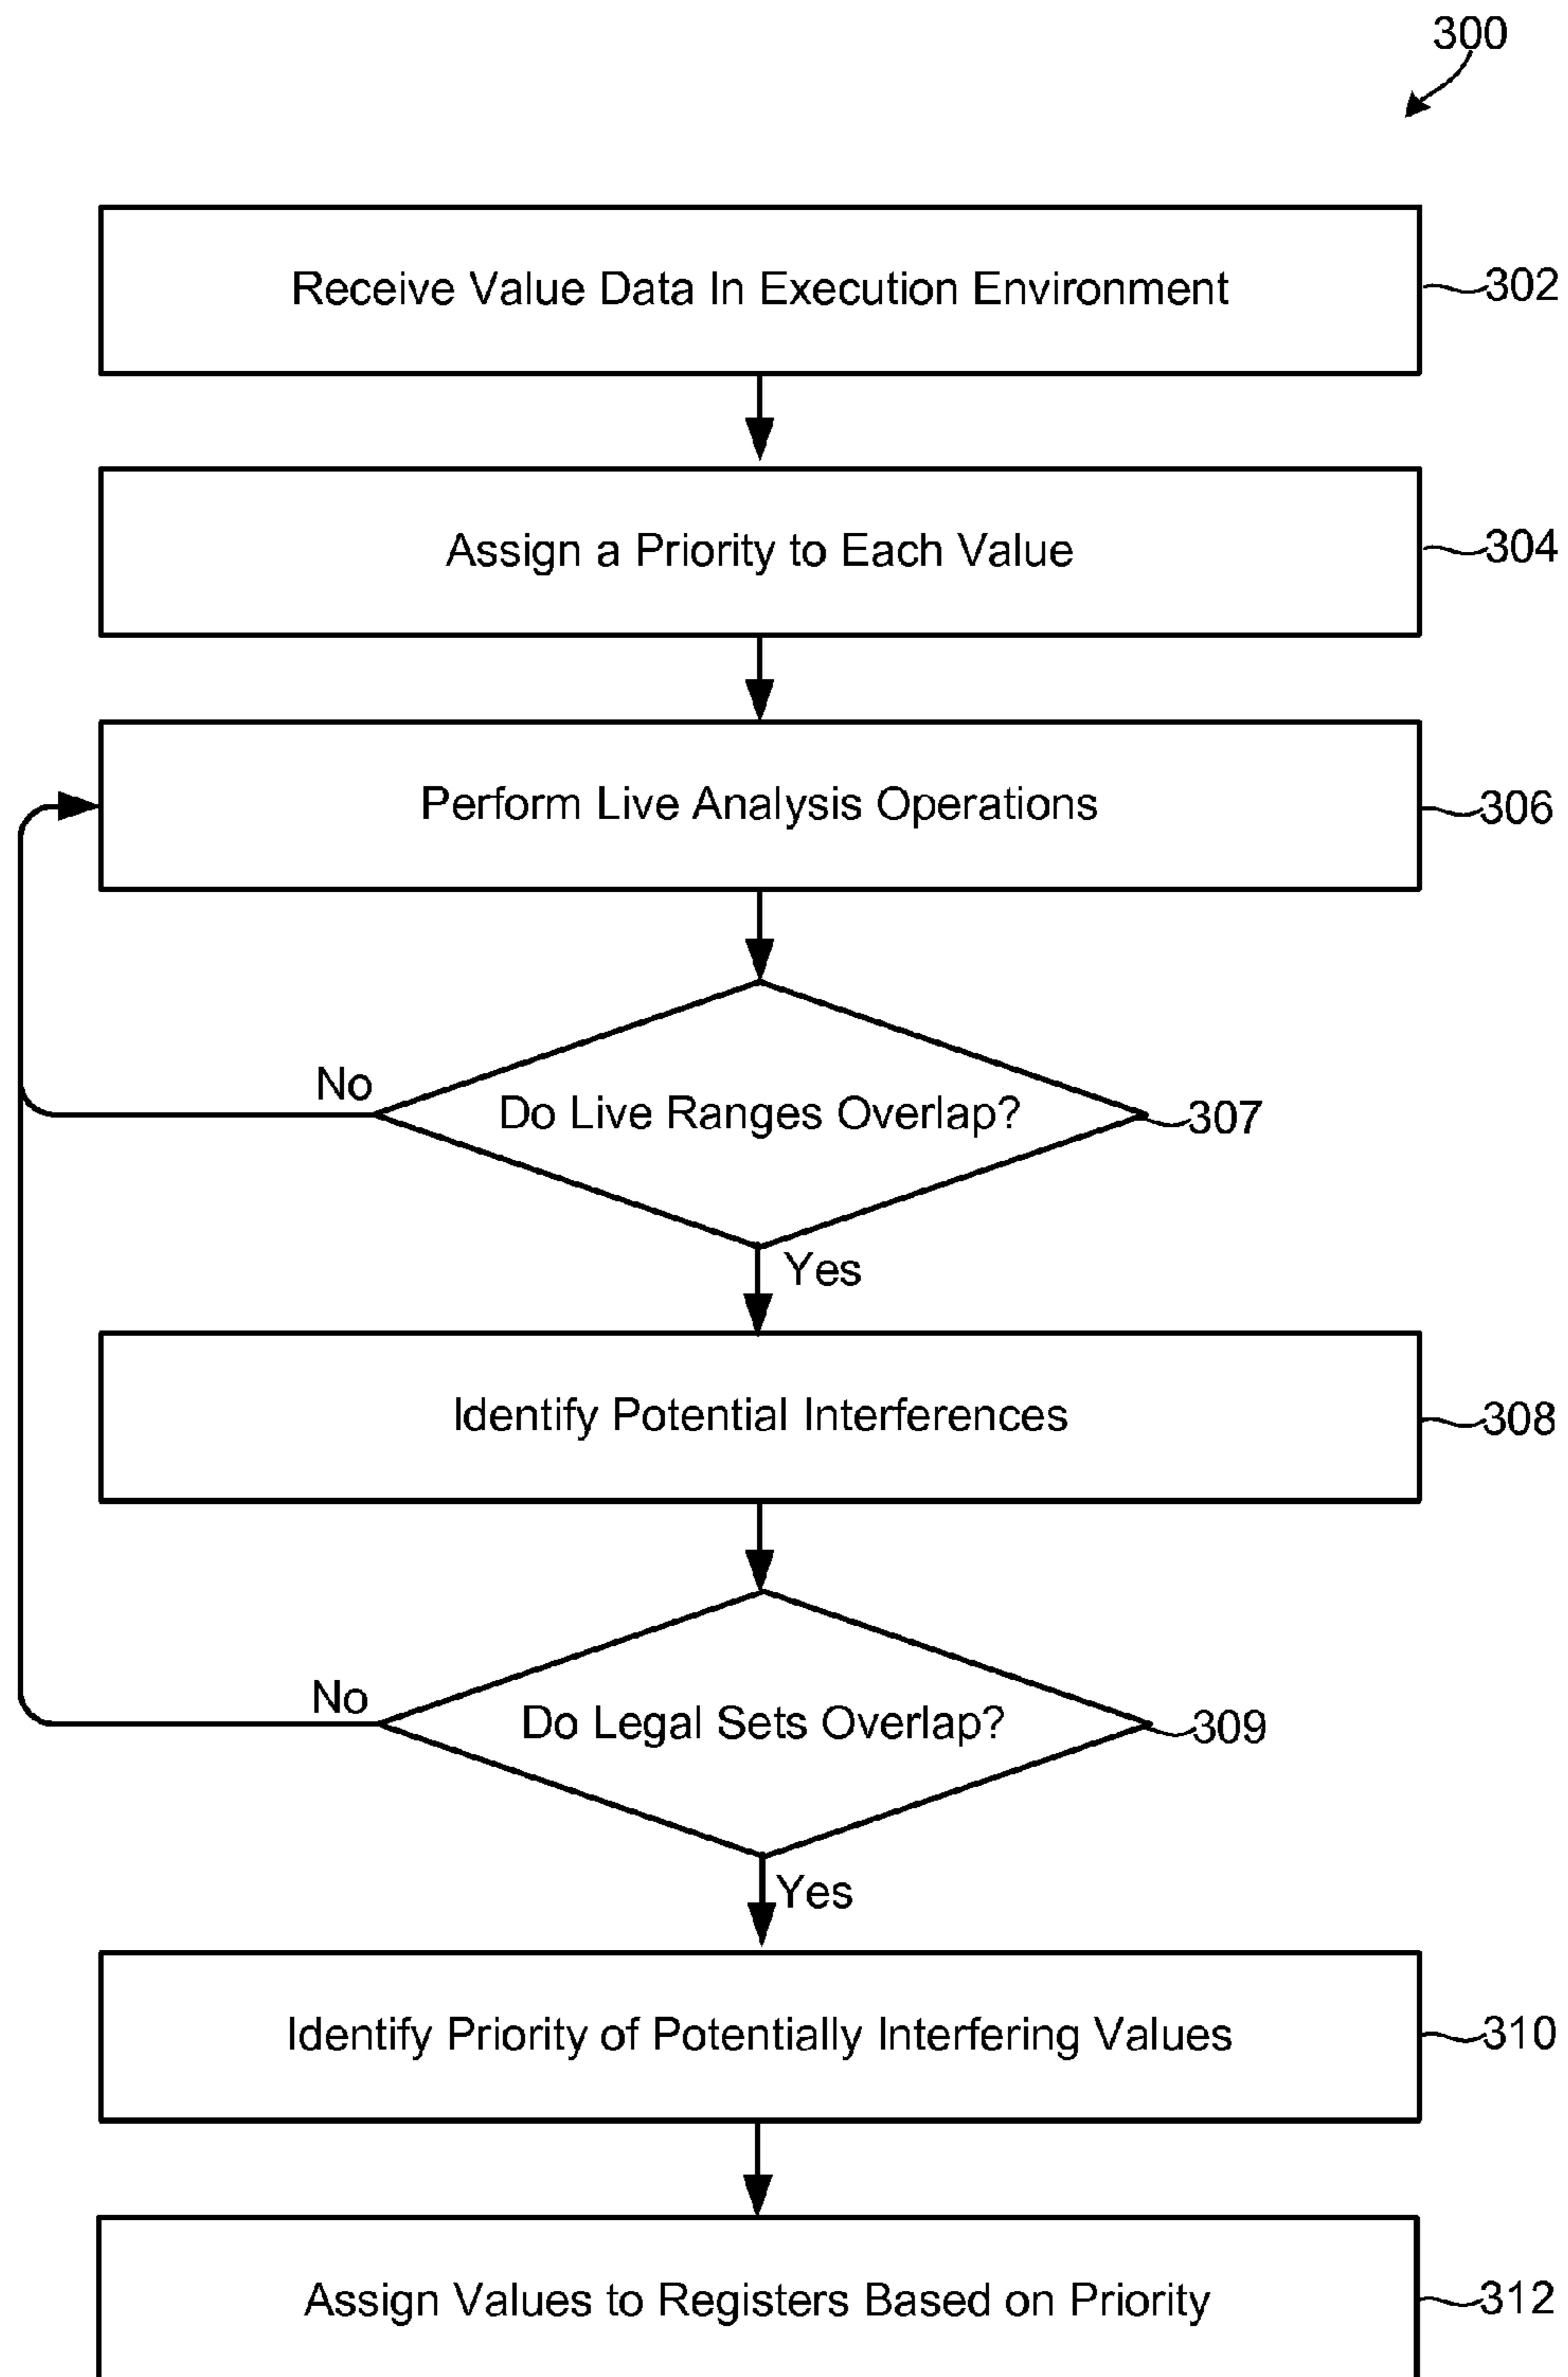 300
Receive Value Data In Execution Environment
302
Assign a Priority to Each Value
304
Perform Live Analysis Operations
306
No
Do Live Ranges Overlap?
307
Yes
Identify Potential Interferences
308
No
Do Legal Sets Overlap?
309
Yes
Identify Priority of Potentially Interfering Values
310
Assign Values to Registers Based on Priority
312